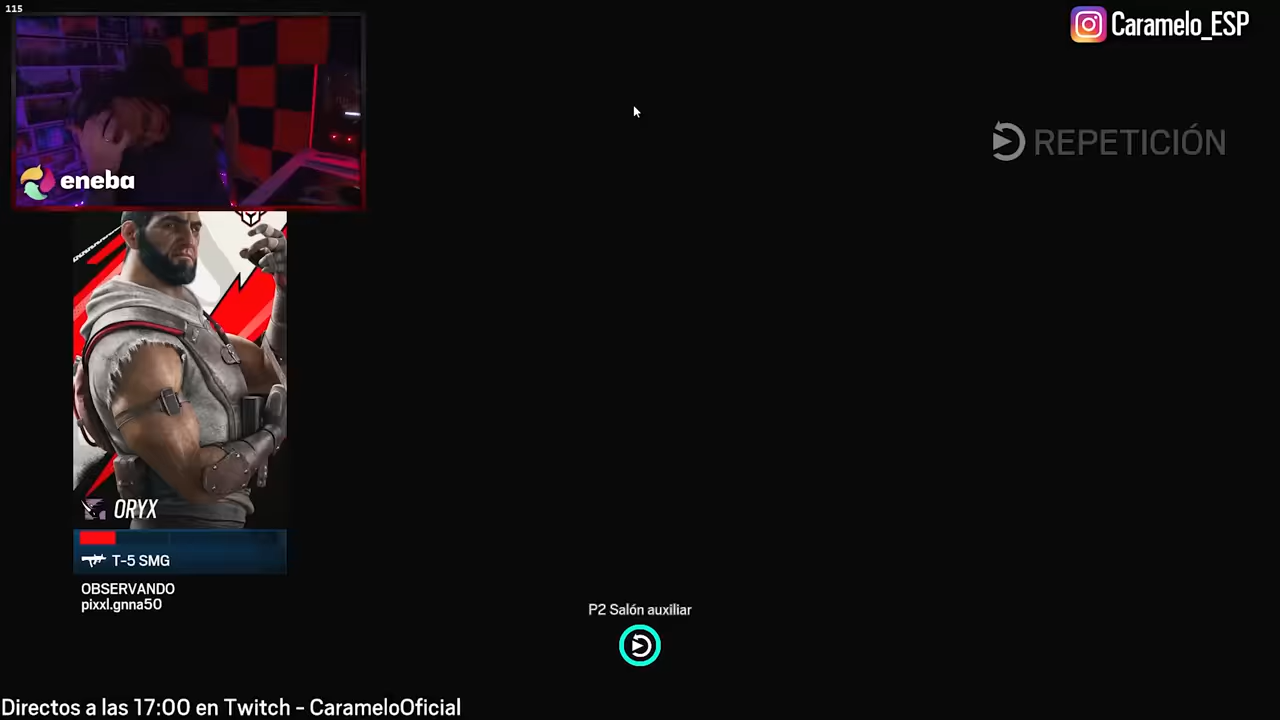 115
Caramelo_ESP
REPETICIÓN
eneba
ORYX
T-5 SMG
OBSERVANDO
pixxl.gnna50
P2 Salón auxiliar
Directos a las 17:00 en Twitch - CarameloOficial